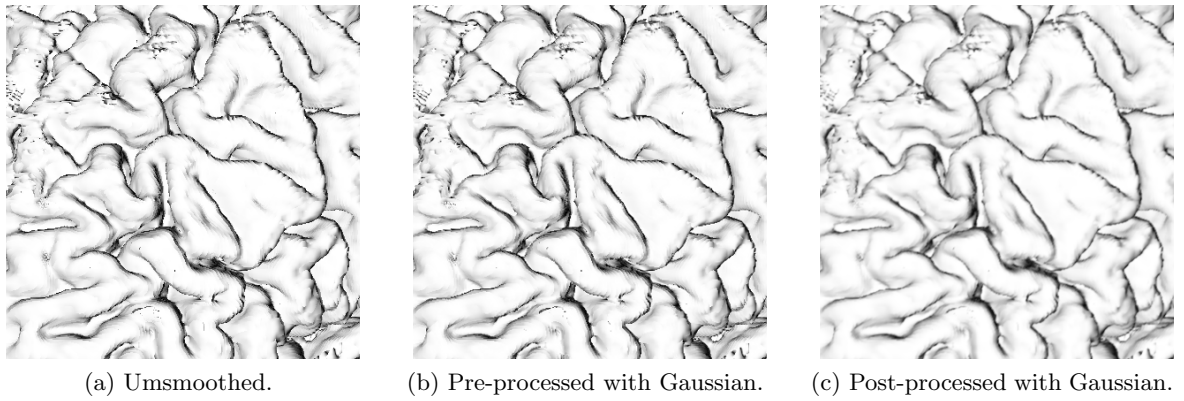 (a) Umsmoothed.
(b) Pre-processed with Gaussian.
(c) Post-processed with Gaussian.